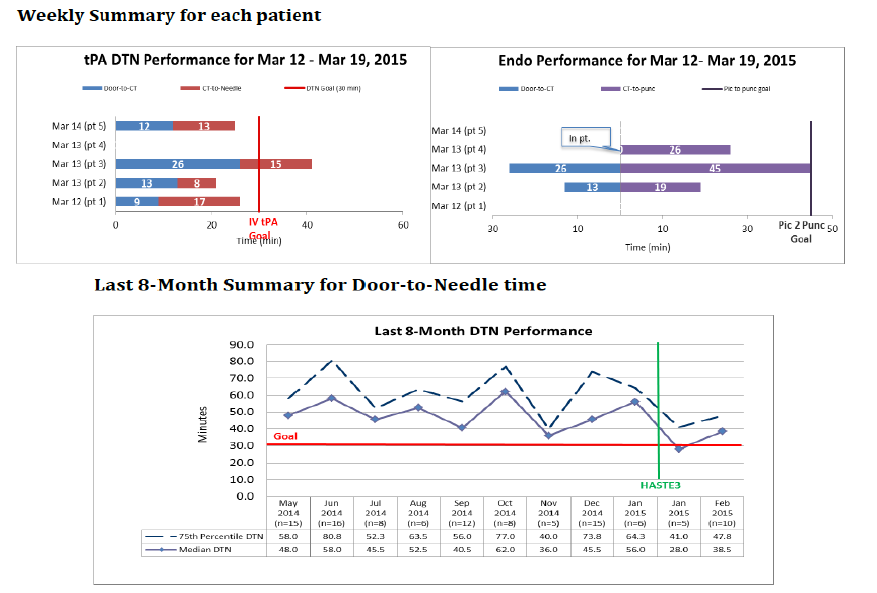 Weekly Summary for each patient
tPA DTN Performance for Mar 12 - Mar 19, 2015
Door-to-CT CT-to-Needle DTN Goal (30 min)
Mar 14 (pt 5) 12 13
Mar 13 (pt 4)
Mar 13 (pt 3) 26 15
Mar 13 (pt 2) 13 8
Mar 12 (pt 1) 9 17
0 20 40 60
IV tPA
Goal
Time (min)
Endo Performance for Mar 12- Mar 19, 2015
Door-to-CT CT-to-punc Pic to punc goal
Mar 14 (pt 5)
In pt.
Mar 13 (pt 4) 26
Mar 13 (pt 3) 26 45
Mar 13 (pt 2) 13 19
Mar 12 (pt 1)
30 10 10 30 50
Pic 2 Punc
Goal
Time (min)
Last 8-Month Summary for Door-to-Needle time
Last 8-Month DTN Performance
90.0
80.0
70.0
60.0
50.0
40.0
30.0
20.0
10.0
0.0
Minutes
Goal
HASTE3
May Jun Jul Aug Sep Oct Nov Dec Jan Jan Feb
2014 2014 2014 2014 2014 2014 2014 2014 2015 2015 2015
(n=15) (n=16) (n=8) (n=6) (n=12) (n=8) (n=5) (n=15) (n=6) (n=5) (n=10)
75th Percentile DTN 58.0 80.8 52.3 63.5 56.0 77.0 40.0 73.8 64.3 41.0 47.8
Median DTN 48.0 58.0 45.5 52.5 40.5 62.0 36.0 45.5 56.0 28.0 38.5